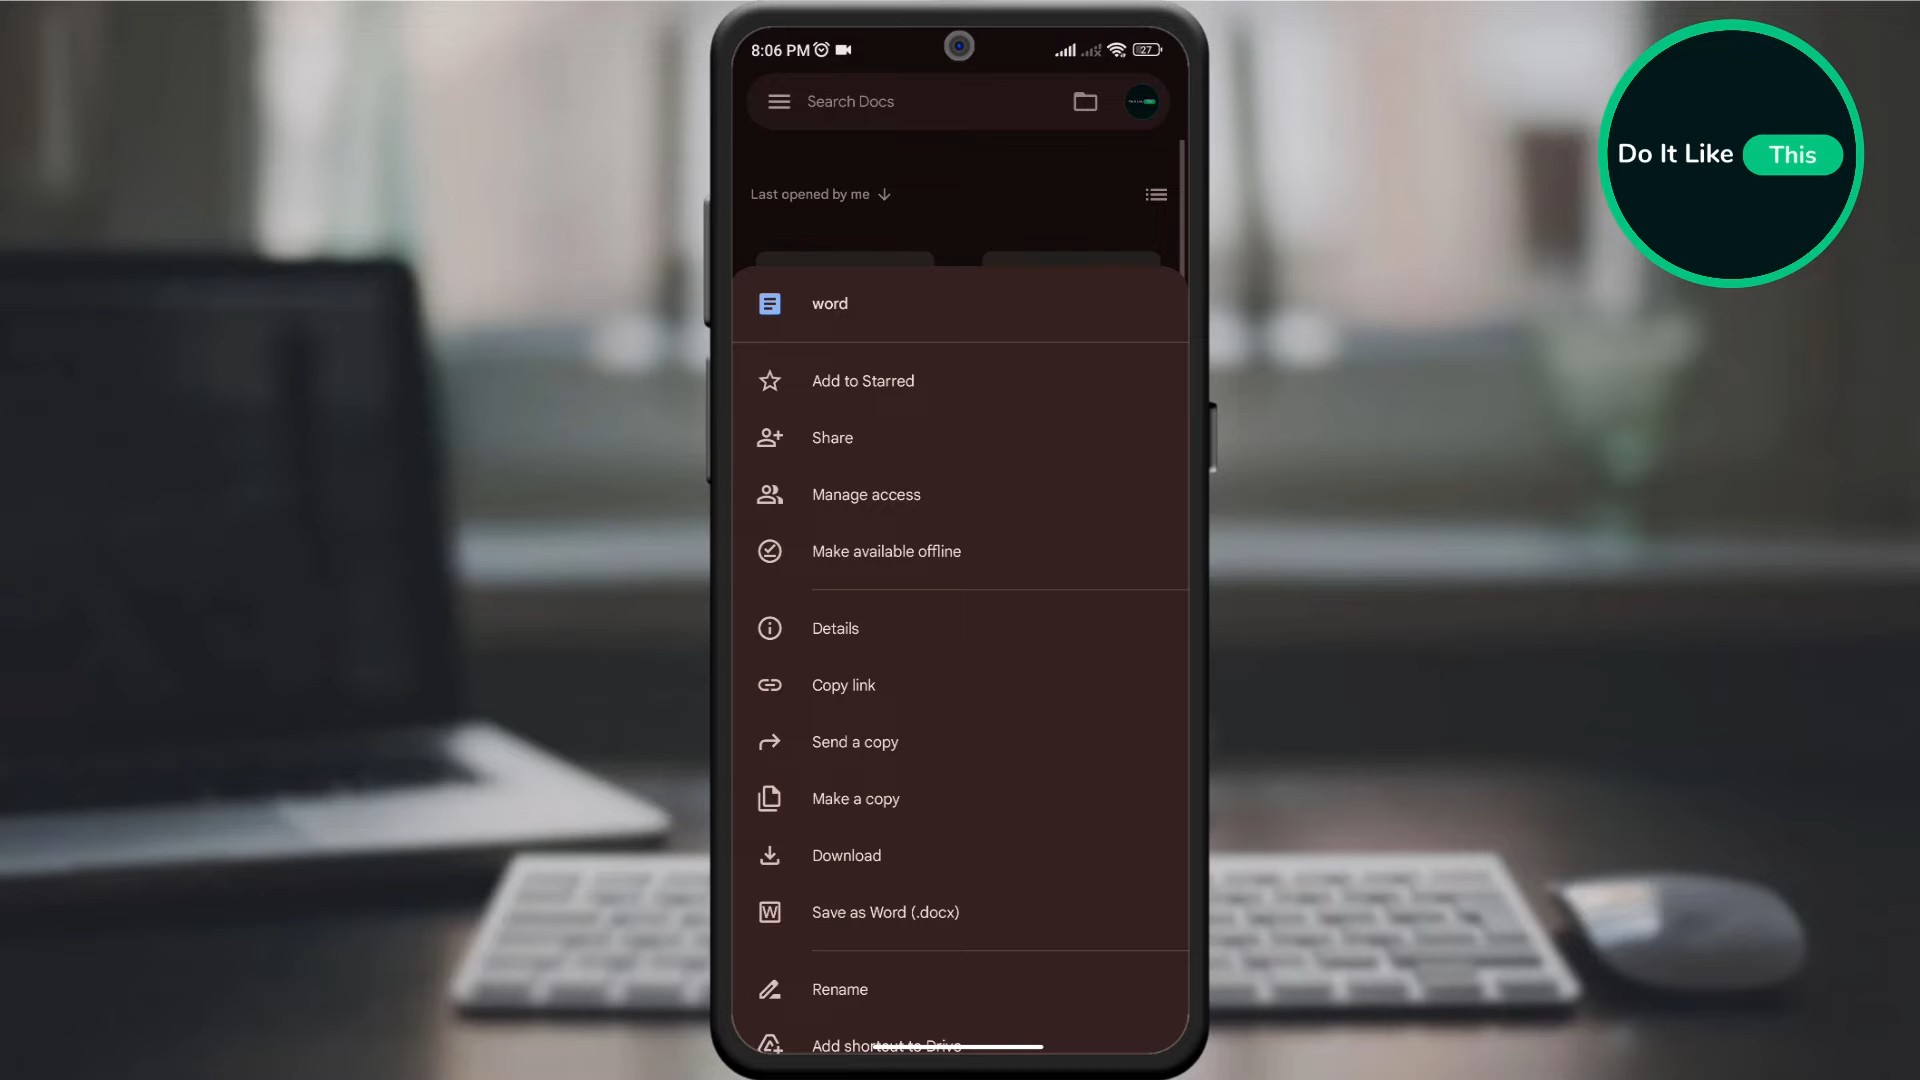 8:06 PM
27
Search Docs
Do It Like This
Last opened by me
word
Add to Starred
Share
Manage access
Make available offline
Details
Copy link
Send a copy
Make a copy
Download
Save as Word (.docx)
Rename
Add shortcut to Drive